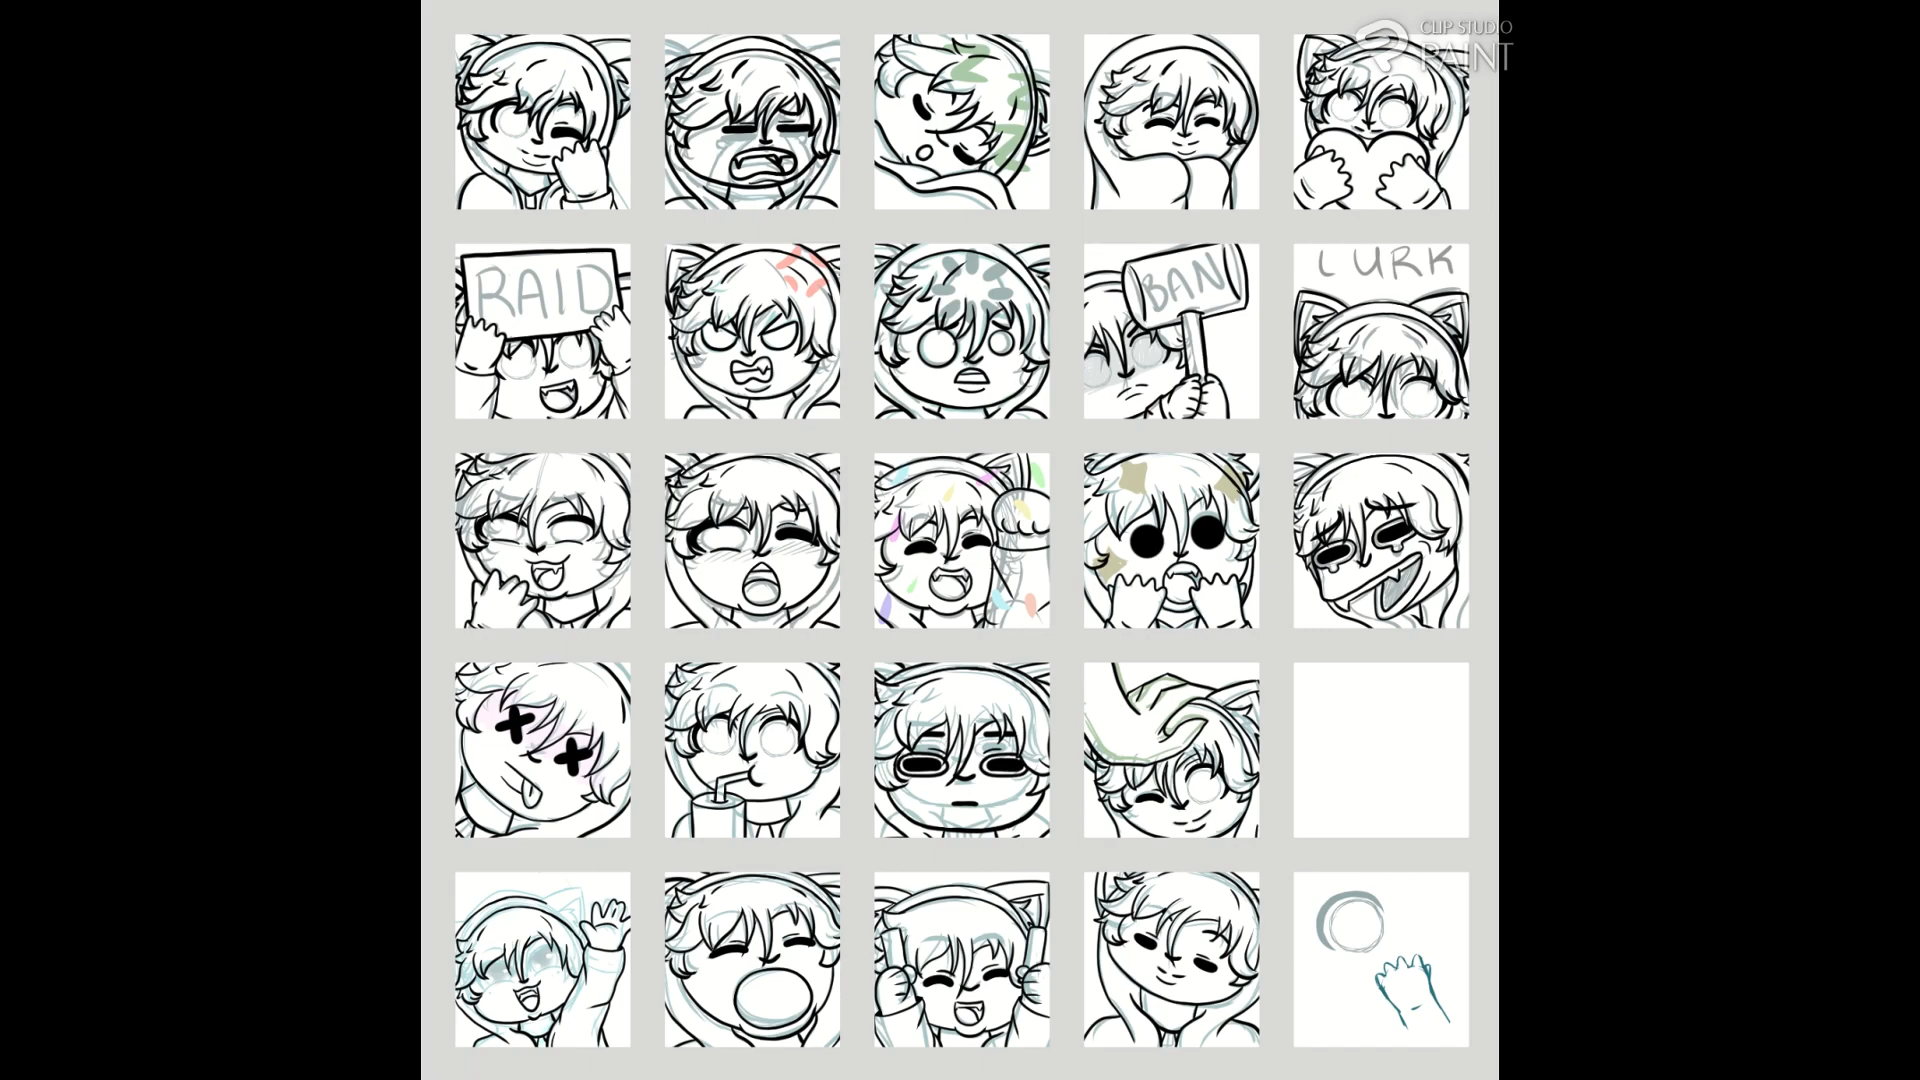 CLIP STUDIO
PAINT
Z
Z
Z
RAID
BAN
LURK